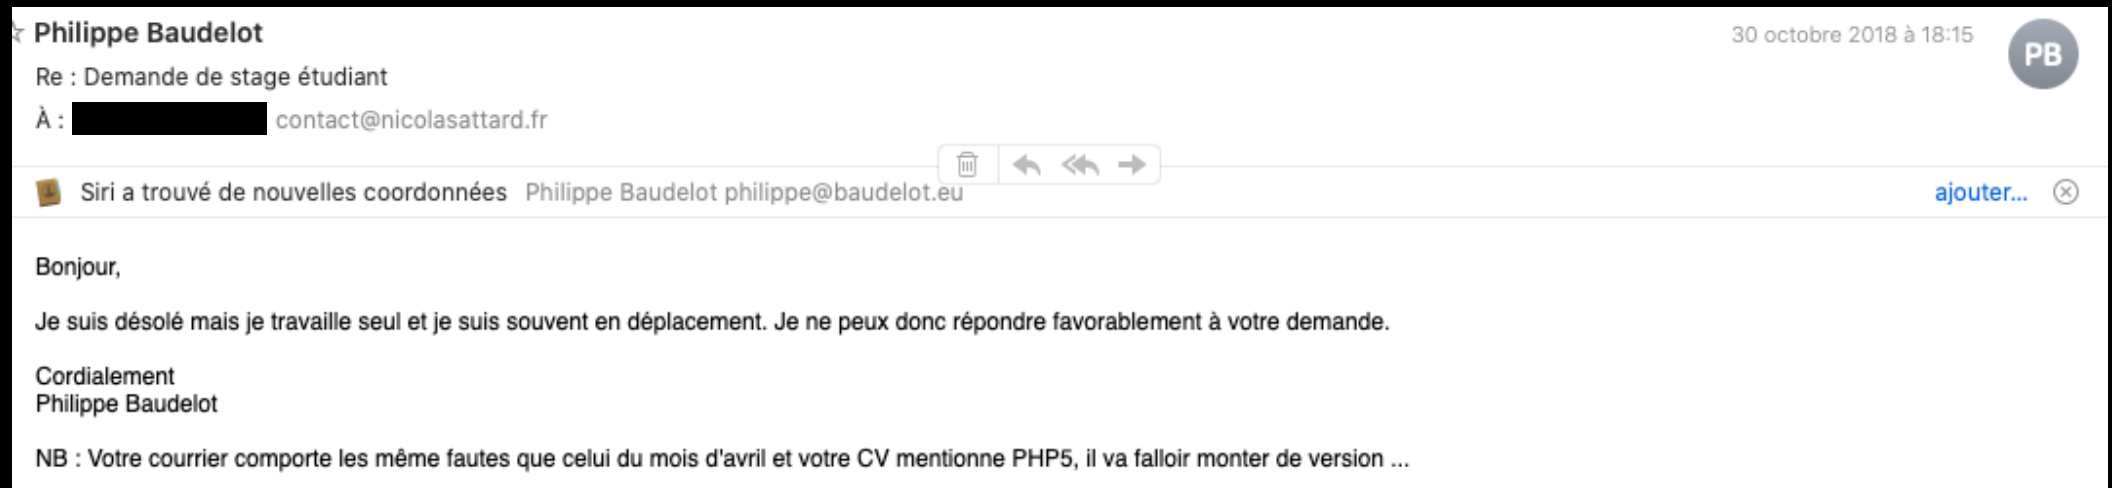 Philippe Baudelot
30 octobre 2018 à 18:15
PB
Re : Demande de stage étudiant
À : contact@nicolasattard.fr
Siri a trouvé de nouvelles coordonnées Philippe Baudelot philippe@baudelot.eu ajouter...
Bonjour,
Je suis désolé mais je travaille seul et je suis souvent en déplacement. Je ne peux donc répondre favorablement à votre demande.
Cordialement
Philippe Baudelot
NB : Votre courrier comporte les même fautes que celui du mois d'avril et votre CV mentionne PHP5, il va falloir monter de version ...